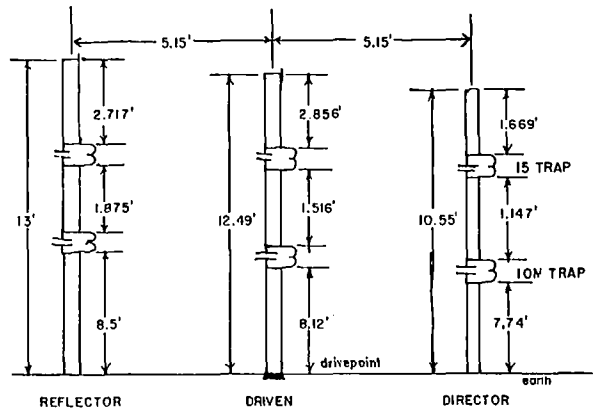 5.15' 5.15'
2.717' 2.856' 1.669'
15 TRAP
1.875' 1.516' 1.147'
13' 12.49' 10.55'
10M TRAP
8.5' 8.12' 7.74'
drivepoint
earth
REFLECTOR DRIVEN DIRECTOR